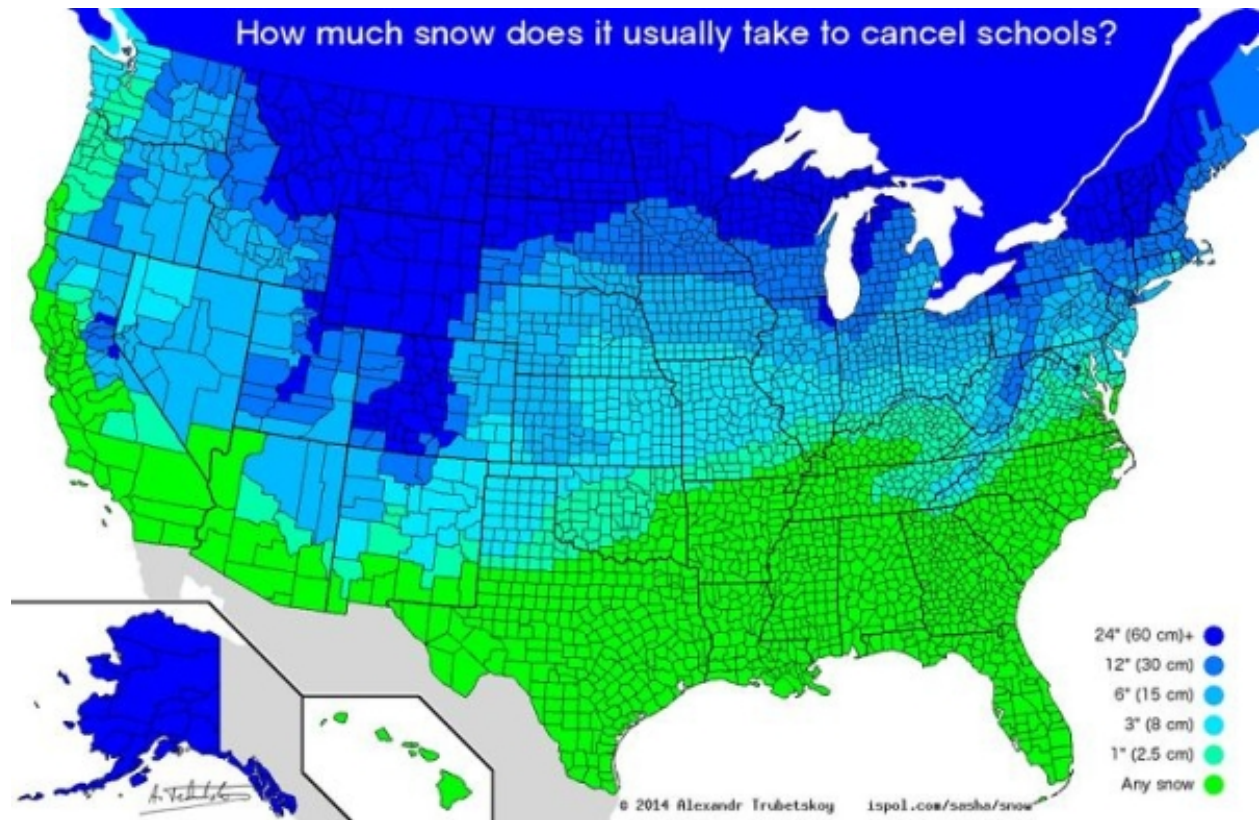 How much snow does it usually take to cancel schools?
24" (60 cm)+
12" (30 cm)
6" (15 cm)
3" (8 cm)
1" (2.5 cm)
Any snow
© 2014 Alexandr Trubetskoy ispol.com/sasha/snow